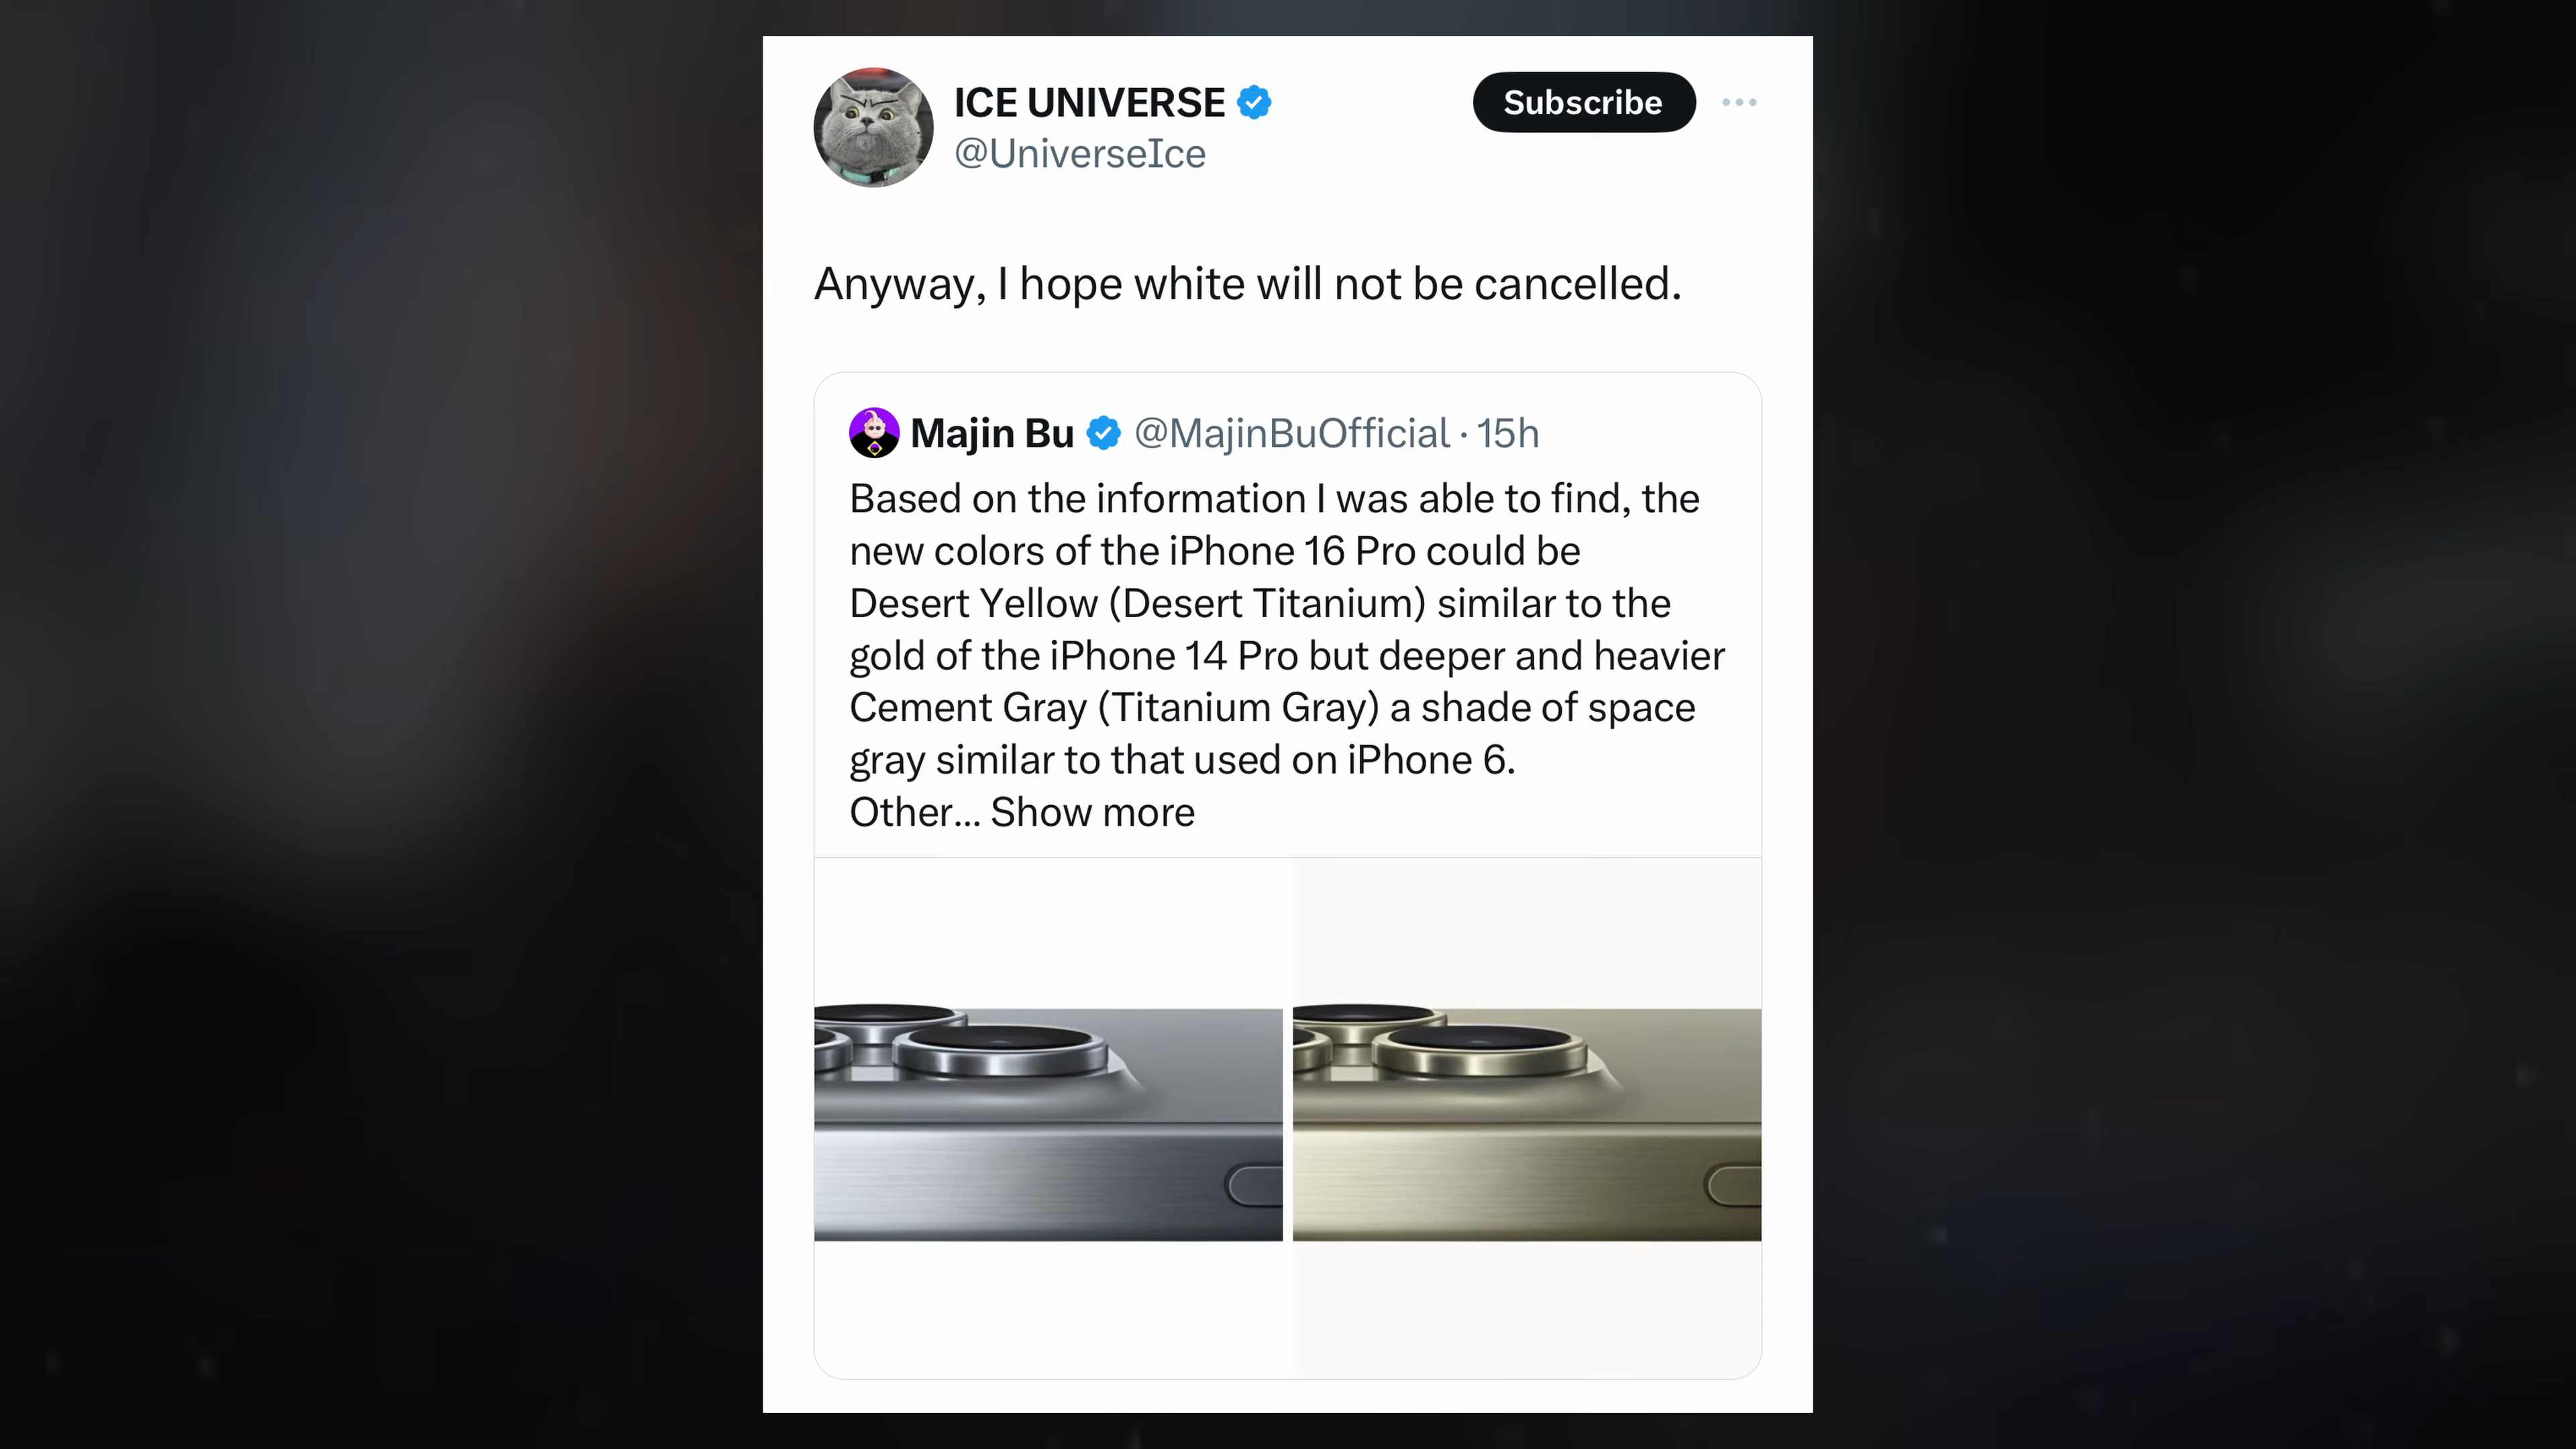 ICE UNIVERSE
Subscribe
@UniverseIce
Anyway, I hope white will not be cancelled.
Majin Bu @MajinBuOfficial · 15h
Based on the information I was able to find, the
new colors of the iPhone 16 Pro could be
Desert Yellow (Desert Titanium) similar to the
gold of the iPhone 14 Pro but deeper and heavier
Cement Gray (Titanium Gray) a shade of space
gray similar to that used on iPhone 6.
Other... Show more